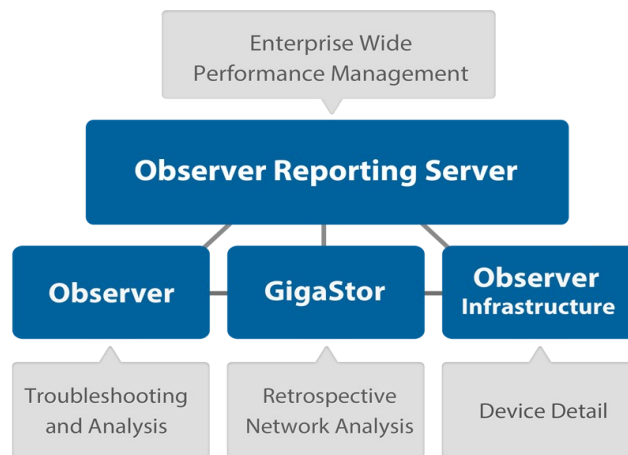 Enterprise Wide
Performance Management
Observer Reporting Server
Observer
GigaStor
Observer
Infrastructure
Troubleshooting
and Analysis
Retrospective
Network Analysis
Device Detail